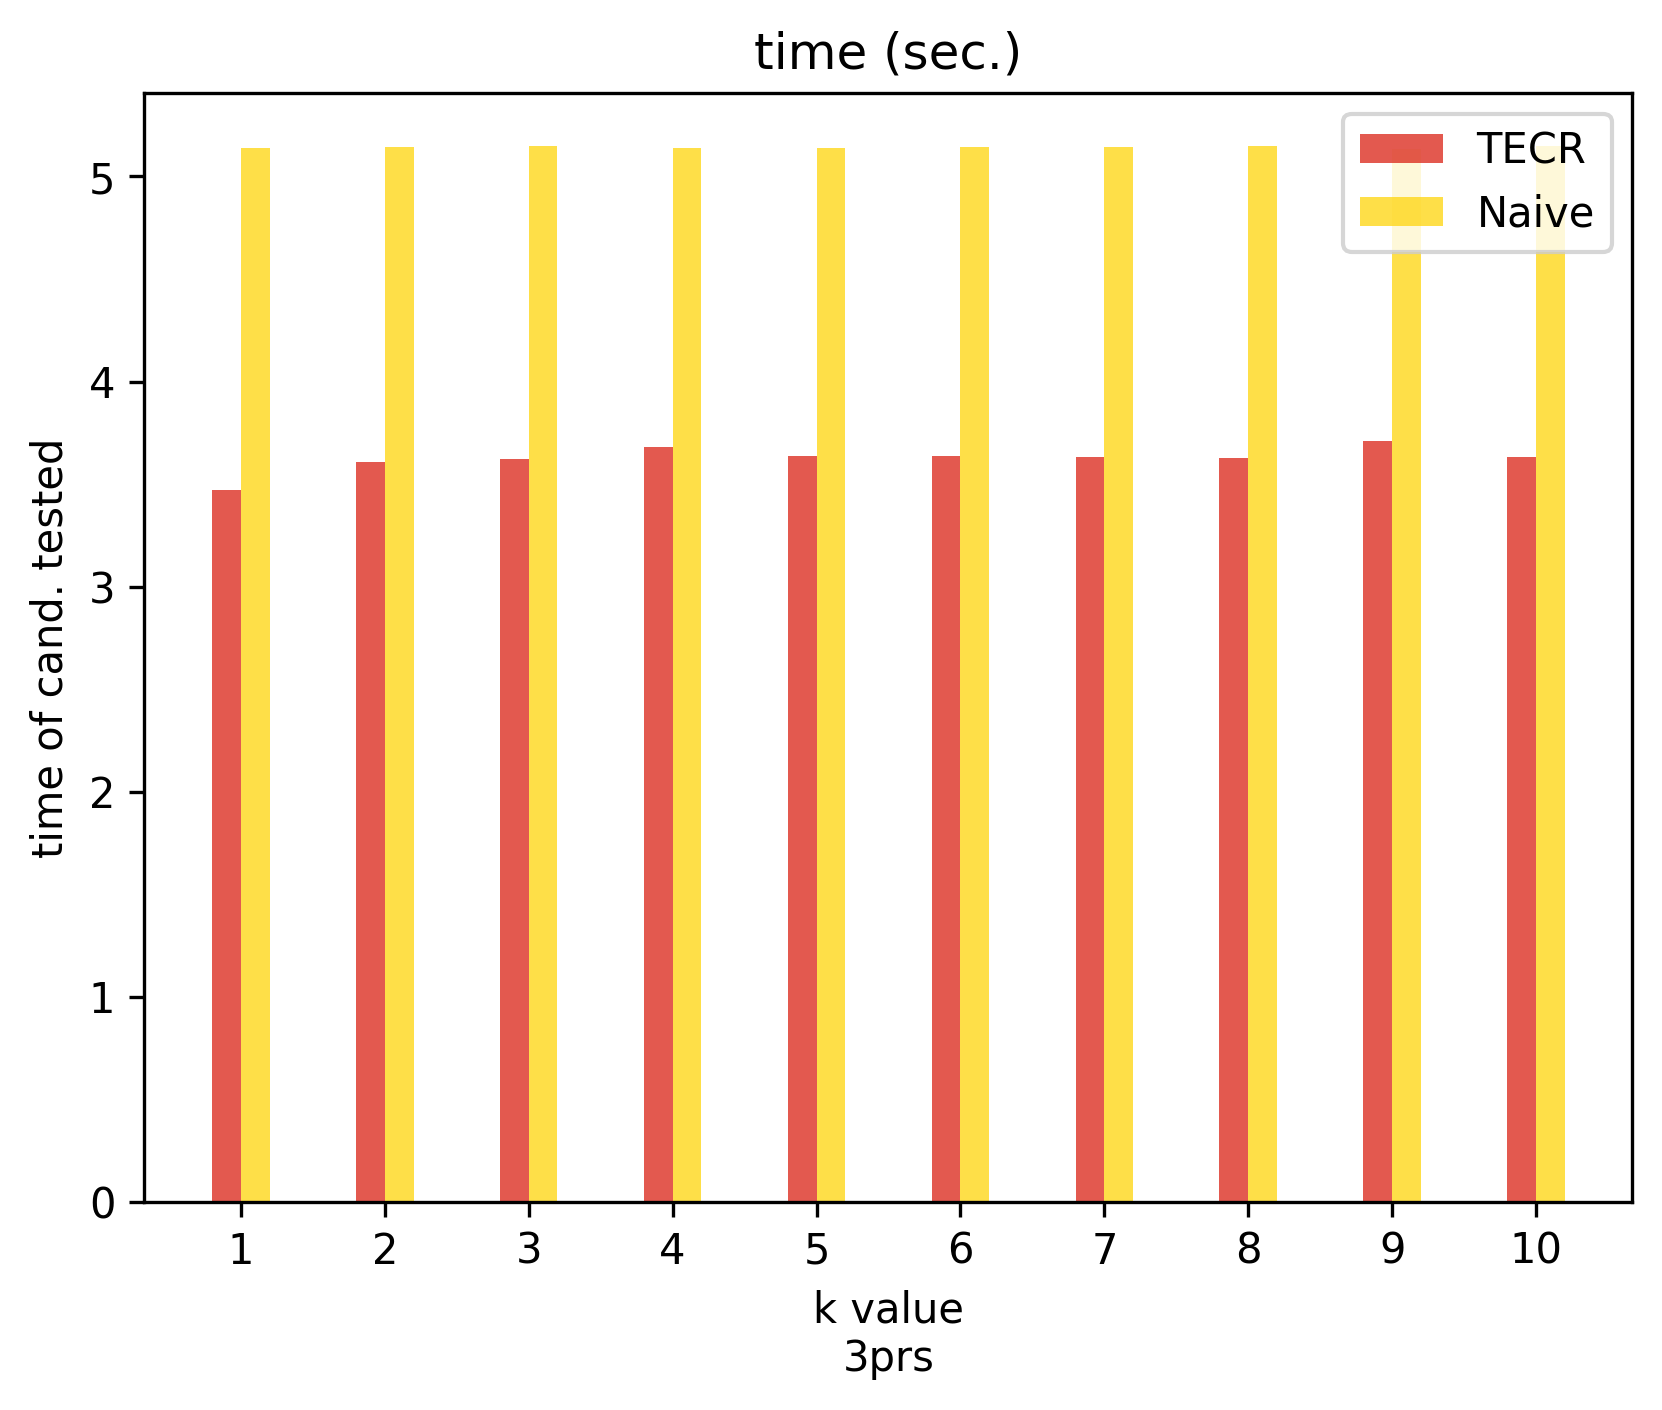 time (sec.)
TECR
Naive
time of cand. tested
5
4
3
2
1
0
1 2 3 4 5 6 7 8 9 10
k value
3prs